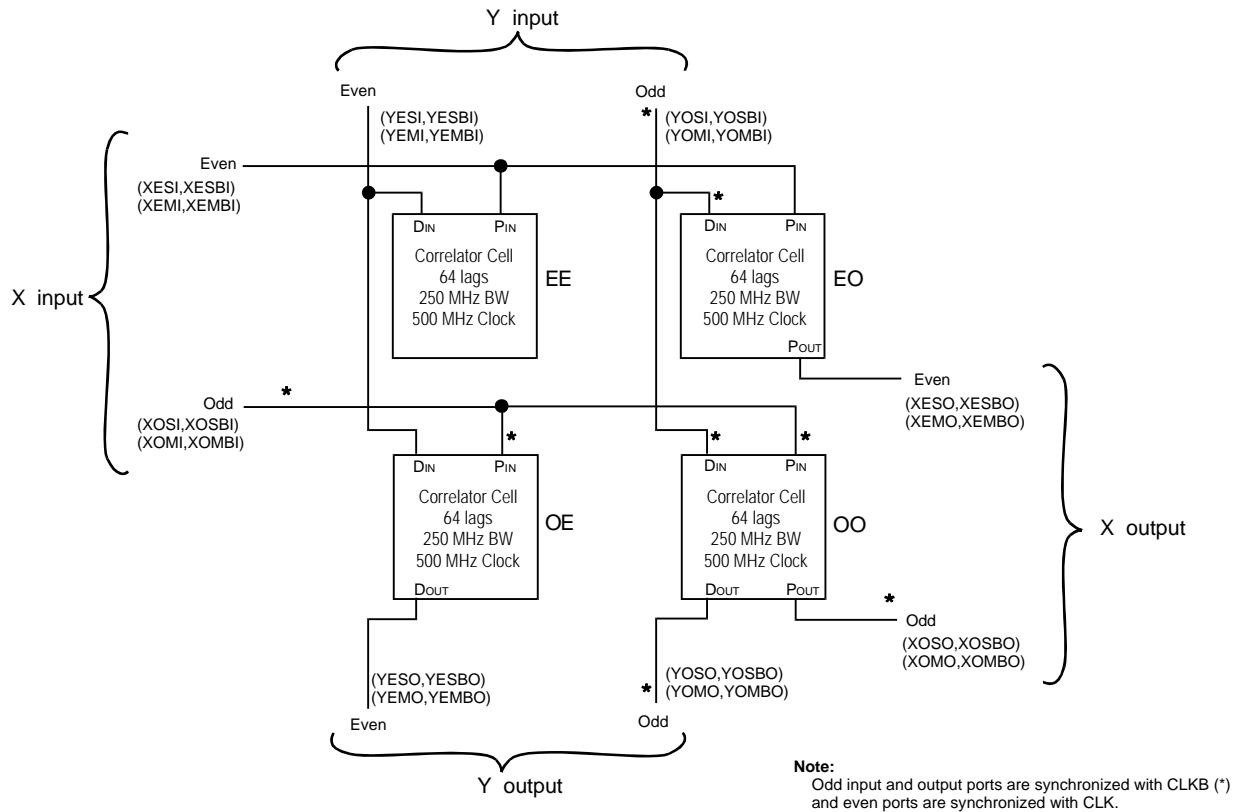 Y input
Even
Odd
*
(YESI,YESBI)
(YEMI,YEMBI)
(YOSI,YOSBI)
(YOMI,YOMBI)
Even
(XESI,XESBI)
(XEMI,XEMBI)
*
DIN PIN
Correlator Cell
64 lags
250 MHz BW
500 MHz Clock
EE
DIN PIN
Correlator Cell
64 lags
250 MHz BW
500 MHz Clock
POUT
EO
X input
Even
(XESO,XESBO)
(XEMO,XEMBO)
*
Odd
(XOSI,XOSBI)
(XOMI,XOMBI)
*
*
*
DIN PIN
Correlator Cell
64 lags
250 MHz BW
500 MHz Clock
DOUT
OE
DIN PIN
Correlator Cell
64 lags
250 MHz BW
500 MHz Clock
DOUT POUT
OO
X output
*
Odd
(XOSO,XOSBO)
(XOMO,XOMBO)
(YESO,YESBO)
(YEMO,YEMBO)
Even
*
(YOSO,YOSBO)
(YOMO,YOMBO)
Odd
Y output
Note:
Odd input and output ports are synchronized with CLKB (*)
and even ports are synchronized with CLK.